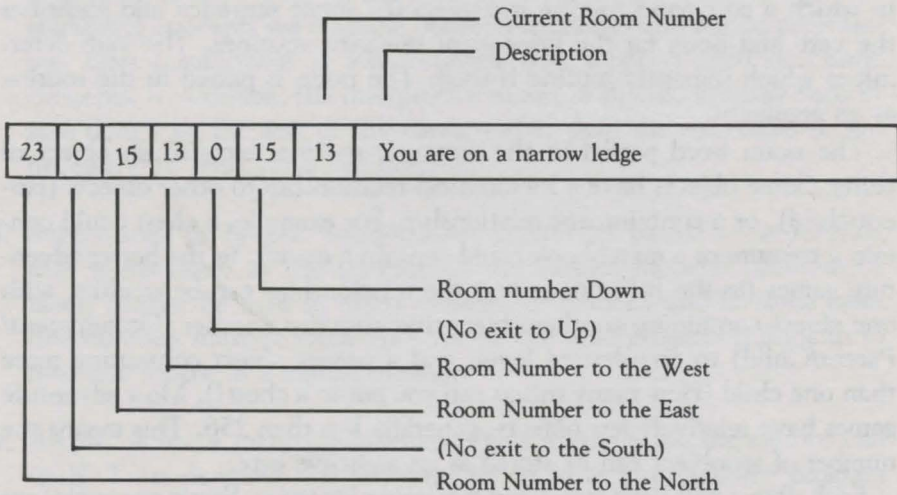 Current Room Number
Description
23 0 15 13 0 15 13 You are on a narrow ledge
Room number Down
(No exit to Up)
Room Number to the West
Room Number to the East
(No exit to the South)
Room Number to the North